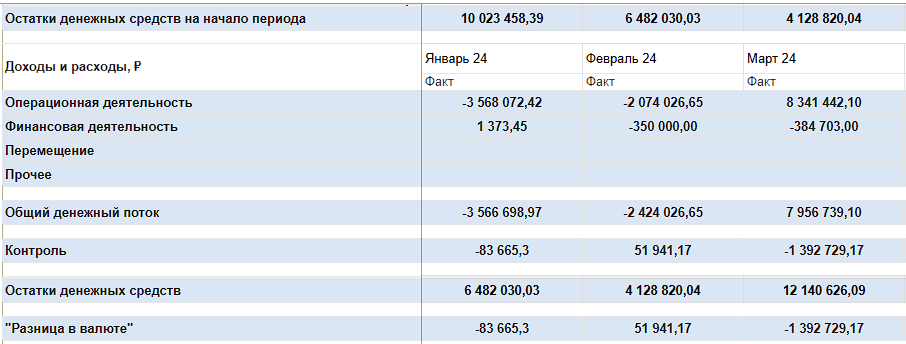 Остатки денежных средств на начало периода 10 023 458,39 6 482 030,03 4 128 820,04
Доходы и расходы, ₽ Январь 24 Февраль 24 Март 24
Факт Факт Факт
Операционная деятельность -3 568 072,42 -2 074 026,65 8 341 442,10
Финансовая деятельность 1 373,45 -350 000,00 -384 703,00
Перемещение
Прочее
Общий денежный поток -3 566 698,97 -2 424 026,65 7 956 739,10
Контроль -83 665,3 51 941,17 -1 392 729,17
Остатки денежных средств 6 482 030,03 4 128 820,04 12 140 626,09
"Разница в валюте" -83 665,3 51 941,17 -1 392 729,17